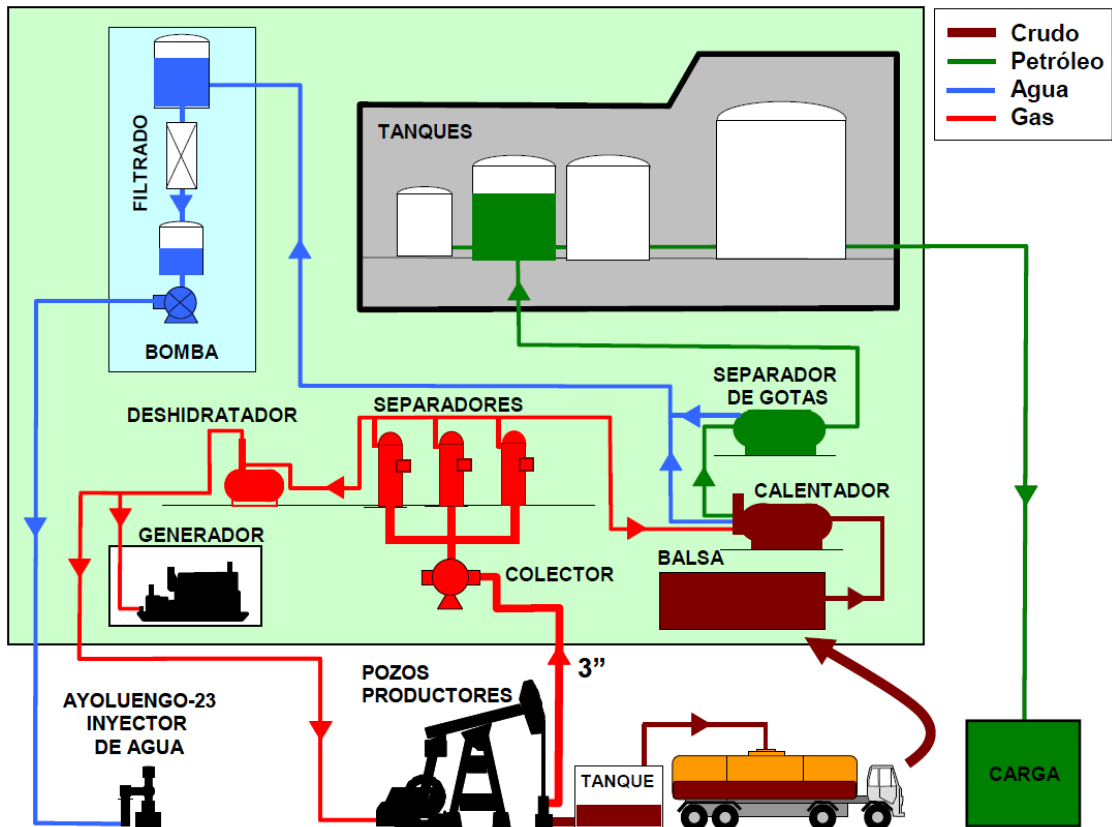 Crudo
Petróleo
Agua
Gas
TANQUES
FILTRADO
BOMBA
SEPARADOR
DE GOTAS
DESHIDRATADOR
SEPARADORES
CALENTADOR
GENERADOR
COLECTOR
BALSA
3”
POZOS
PRODUCTORES
AYOLUENGO-23
INYECTOR
DE AGUA
TANQUE
CARGA